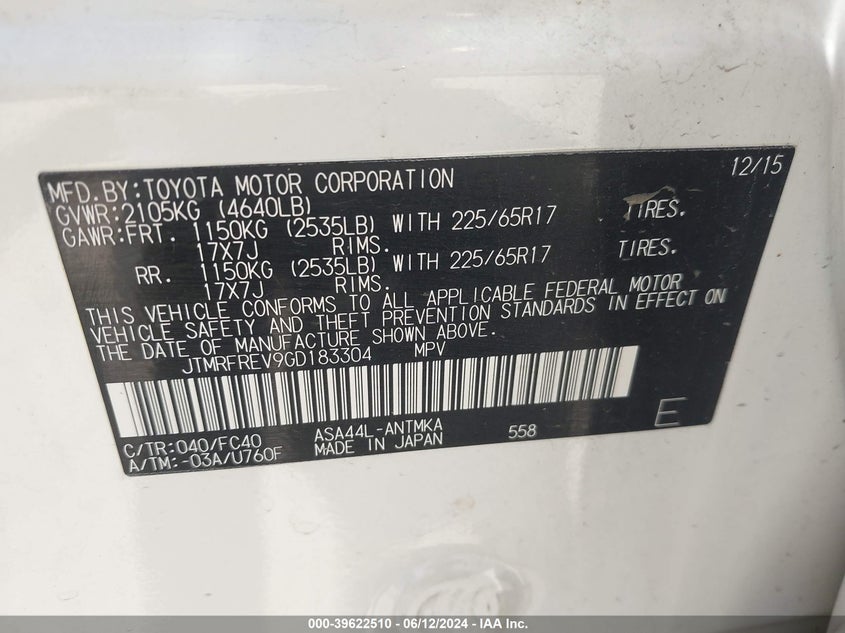 MFD.BY:TOYOTA MOTOR CORPORATION 12/15
GVWR:2105KG (4640LB)
GAWR:FRT. 1150KG (2535LB) WITH 225/65R17 TIRES.
17X7J RIMS.
RR. 1150KG (2535LB) WITH 225/65R17 TIRES.
17X7J RIMS.
THIS VEHICLE CONFORMS TO ALL APPLICABLE FEDERAL MOTOR
VEHICLE SAFETY AND THEFT PREVENTION STANDARDS IN EFFECT ON
THE DATE OF MANUFACTURE SHOWN ABOVE.
JTMRFREV9GD183304 MPV
C/TR:040/FC40 ASA44L-ANTMKA 558 E
A/TM:-03A/U760F MADE IN JAPAN
000-39622510 - 06/12/2024 - IAA Inc.